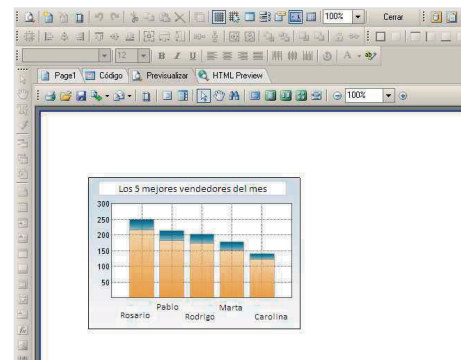 100% Cerrar
12 B I U A
Page1 Código Previsualizar HTML Preview
100%
Los 5 mejores vendedores del mes
300
250
200
150
100
50
Pablo Marta
Rosario Rodrigo Carolina